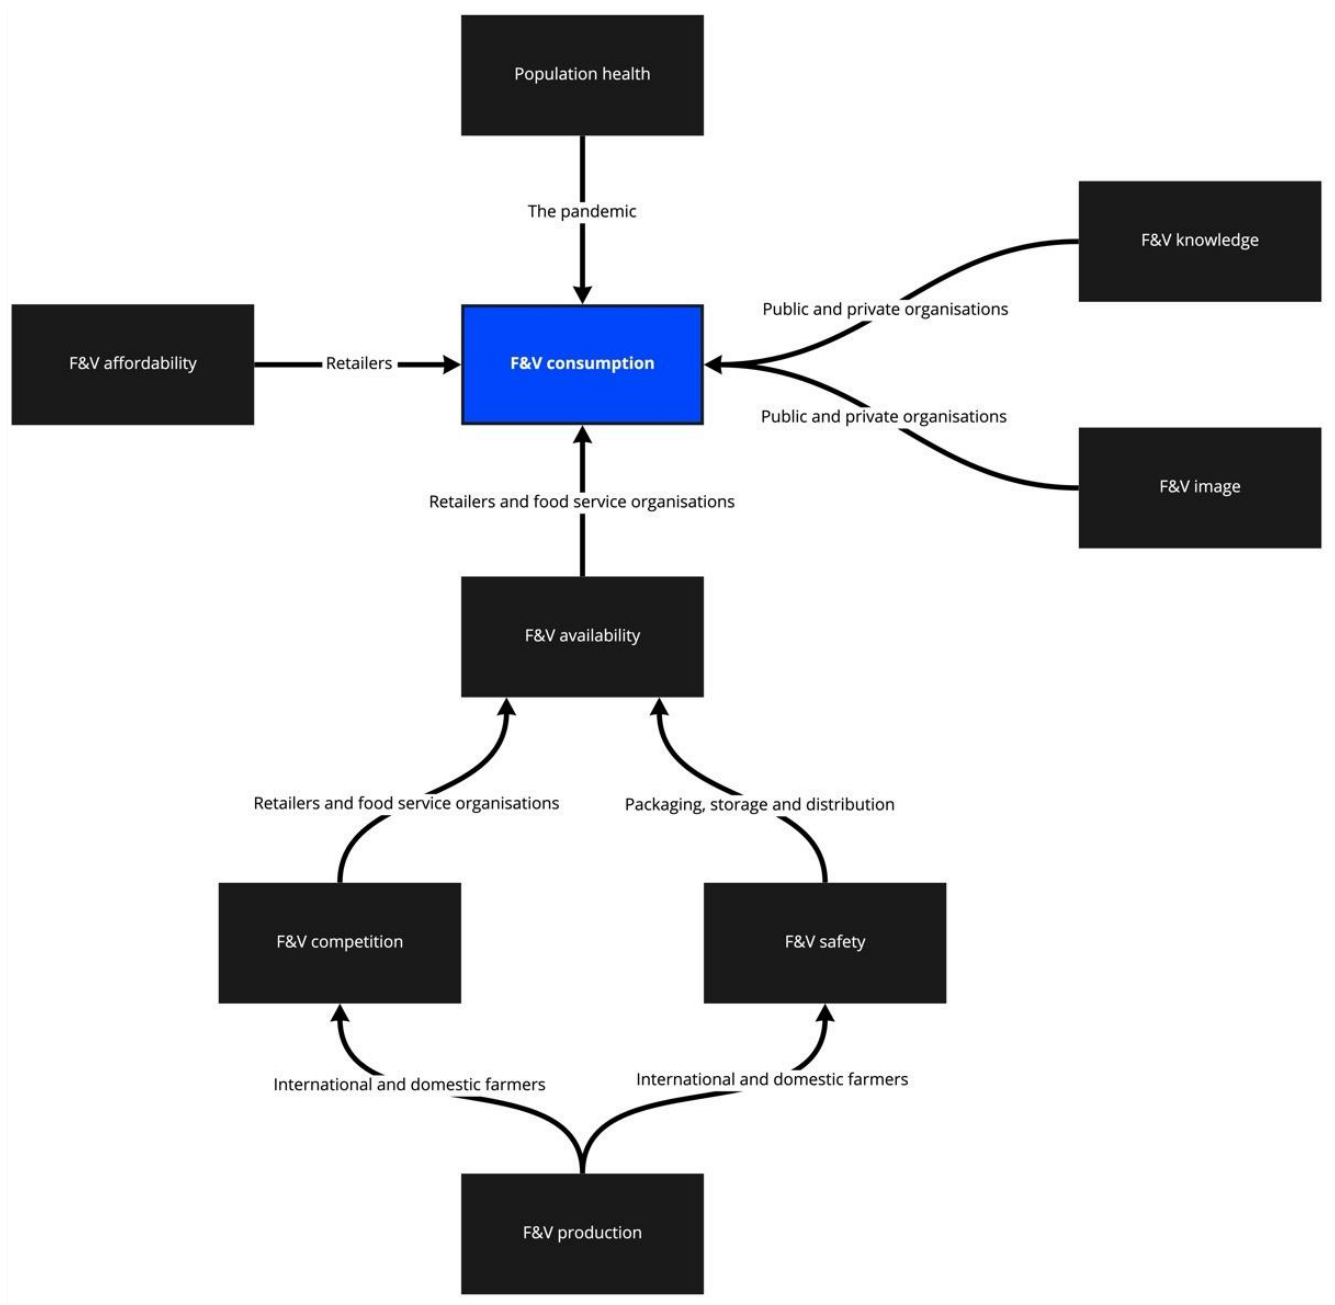 Population health
The pandemic
F&V knowledge
Public and private organisations
F&V affordability
Retailers
F&V consumption
Public and private organisations
F&V image
Retailers and food service organisations
F&V availability
Retailers and food service organisations
Packaging, storage and distribution
F&V competition
F&V safety
International and domestic farmers
International and domestic farmers
F&V production